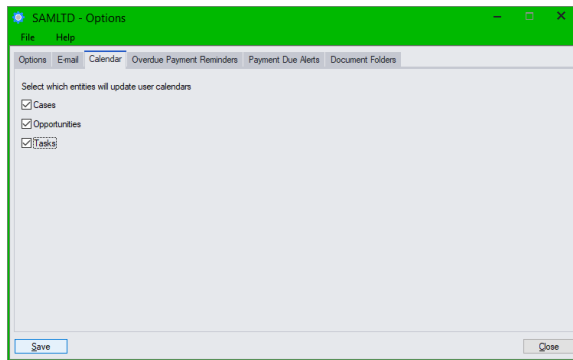 SAMLTD - Options
File Help
Options E-mail Calendar Overdue Payment Reminders Payment Due Alerts Document Folders
Select which entities will update user calendars
Cases
Opportunities
Tasks
Save Close